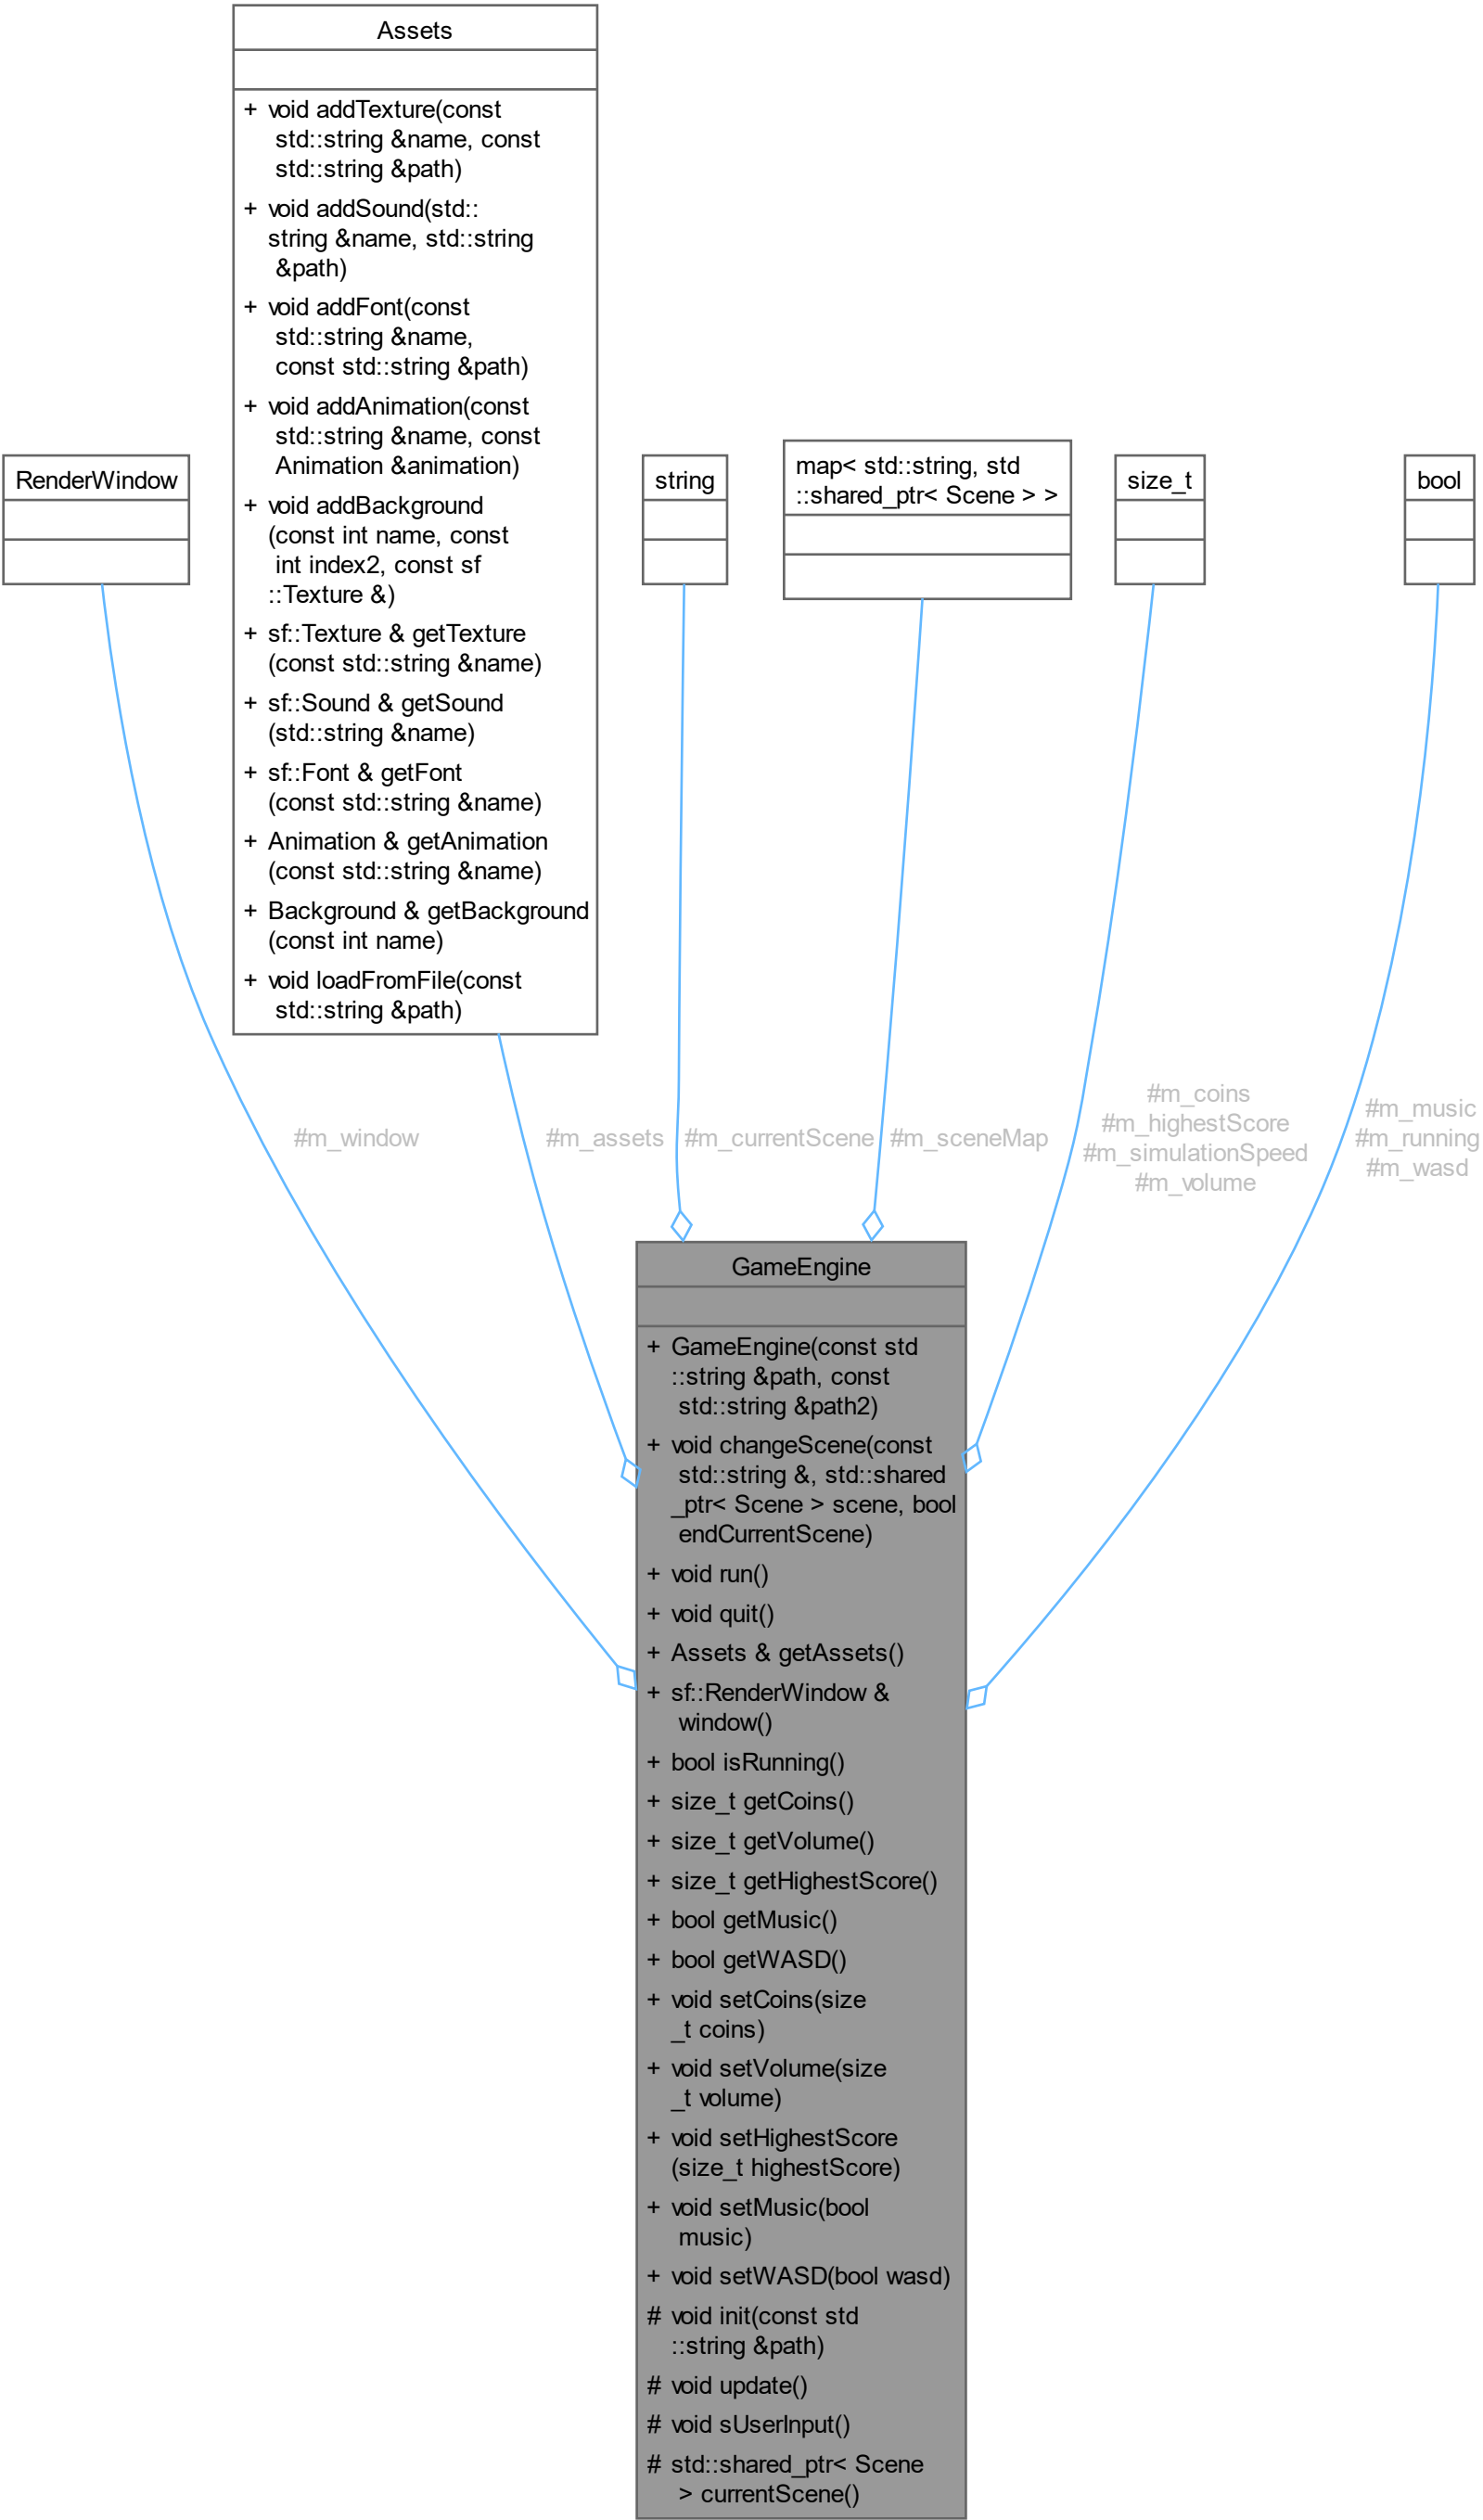 Assets
+ void addTexture(const
std::string &name, const
std::string &path)
+ void addSound(std::
string &name, std::string
&path)
+ void addFont(const
std::string &name,
const std::string &path)
+ void addAnimation(const
std::string &name, const
Animation &animation)
+ void addBackground
(const int name, const
int index2, const sf
::Texture &)
+ sf::Texture & getTexture
(const std::string &name)
+ sf::Sound & getSound
(std::string &name)
+ sf::Font & getFont
(const std::string &name)
+ Animation & getAnimation
(const std::string &name)
+ Background & getBackground
(const int name)
+ void loadFromFile(const
std::string &path)
RenderWindow
string
map< std::string, std
::shared_ptr< Scene > >
size_t
bool
#m_window
#m_assets
#m_currentScene
#m_sceneMap
#m_coins
#m_highestScore
#m_simulationSpeed
#m_volume
#m_music
#m_running
#m_wasd
GameEngine
+ GameEngine(const std
::string &path, const
std::string &path2)
+ void changeScene(const
std::string &, std::shared
_ptr< Scene > scene, bool
endCurrentScene)
+ void run()
+ void quit()
+ Assets & getAssets()
+ sf::RenderWindow &
window()
+ bool isRunning()
+ size_t getCoins()
+ size_t getVolume()
+ size_t getHighestScore()
+ bool getMusic()
+ bool getWASD()
+ void setCoins(size
_t coins)
+ void setVolume(size
_t volume)
+ void setHighestScore
(size_t highestScore)
+ void setMusic(bool
music)
+ void setWASD(bool wasd)
# void init(const std
::string &path)
# void update()
# void sUserInput()
# std::shared_ptr< Scene
> currentScene()